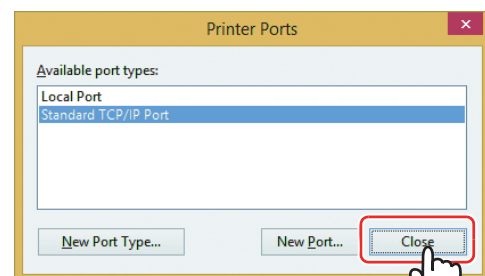 Printer Ports
Available port types:
Local Port
Standard TCP/IP Port
New Port Type...
New Port...
Close